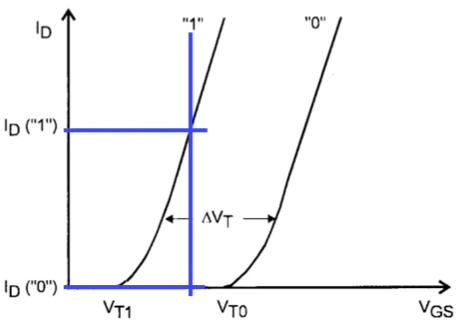 I_D "1" "0"
I_D ("1")
ΔV_T
I_D ("0")
V_T1 V_T0 V_GS